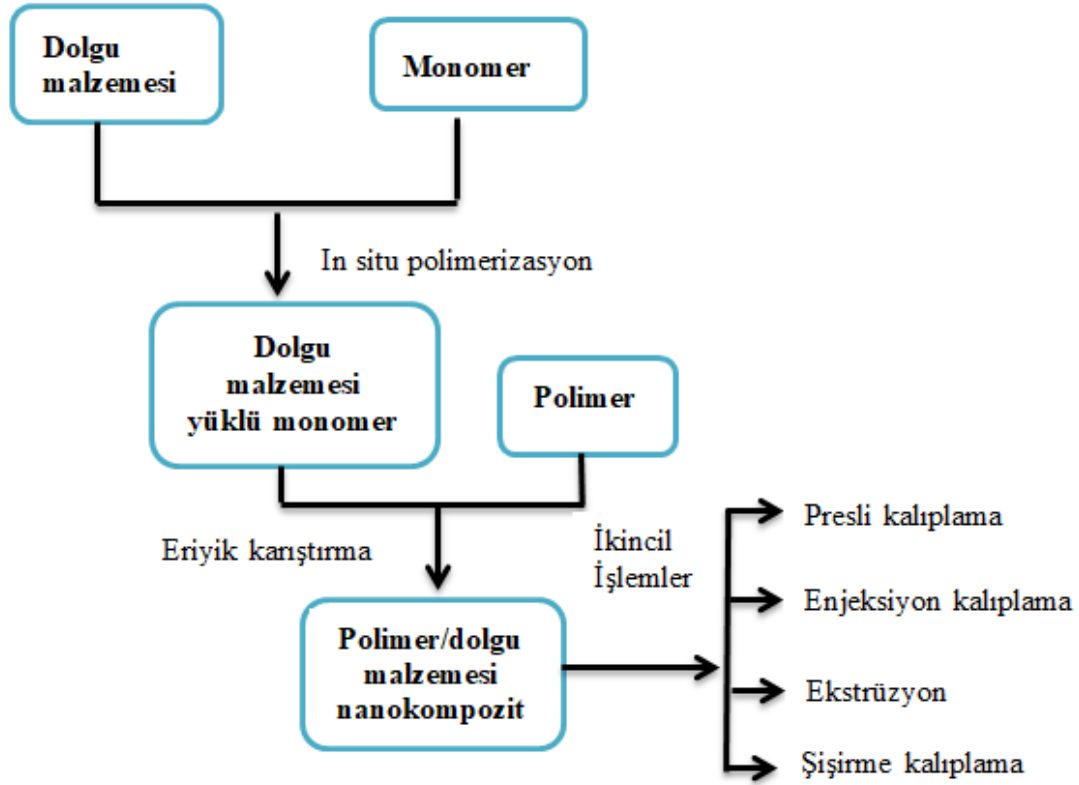 Dolgu
malzemesi
Monomer
In situ polimerizasyon
Dolgu
malzemesi
yüklü monomer
Polimer
Eriyik karıştırma
İkincil
İşlemler
Polimer/dolgu
malzemesi
nanokompozit
Presli kalıplama
Enjeksiyon kalıplama
Ekstrüzyon
Şişirme kalıplama